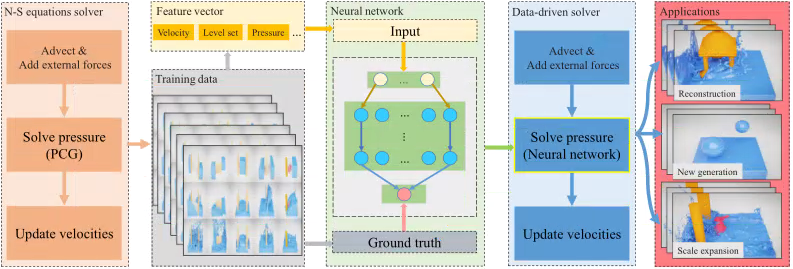 N-S equations solver
Advect &
Add external forces
Solve pressure
(PCG)
Update velocities
Feature vector
Velocity
Level set
Pressure
...
Training data
Neural network
Input
...
...
⋮
...
Ground truth
Data-driven solver
Advect &
Add external forces
Solve pressure
(Neural network)
Update velocities
Applications
Reconstruction
New generation
Scale expansion